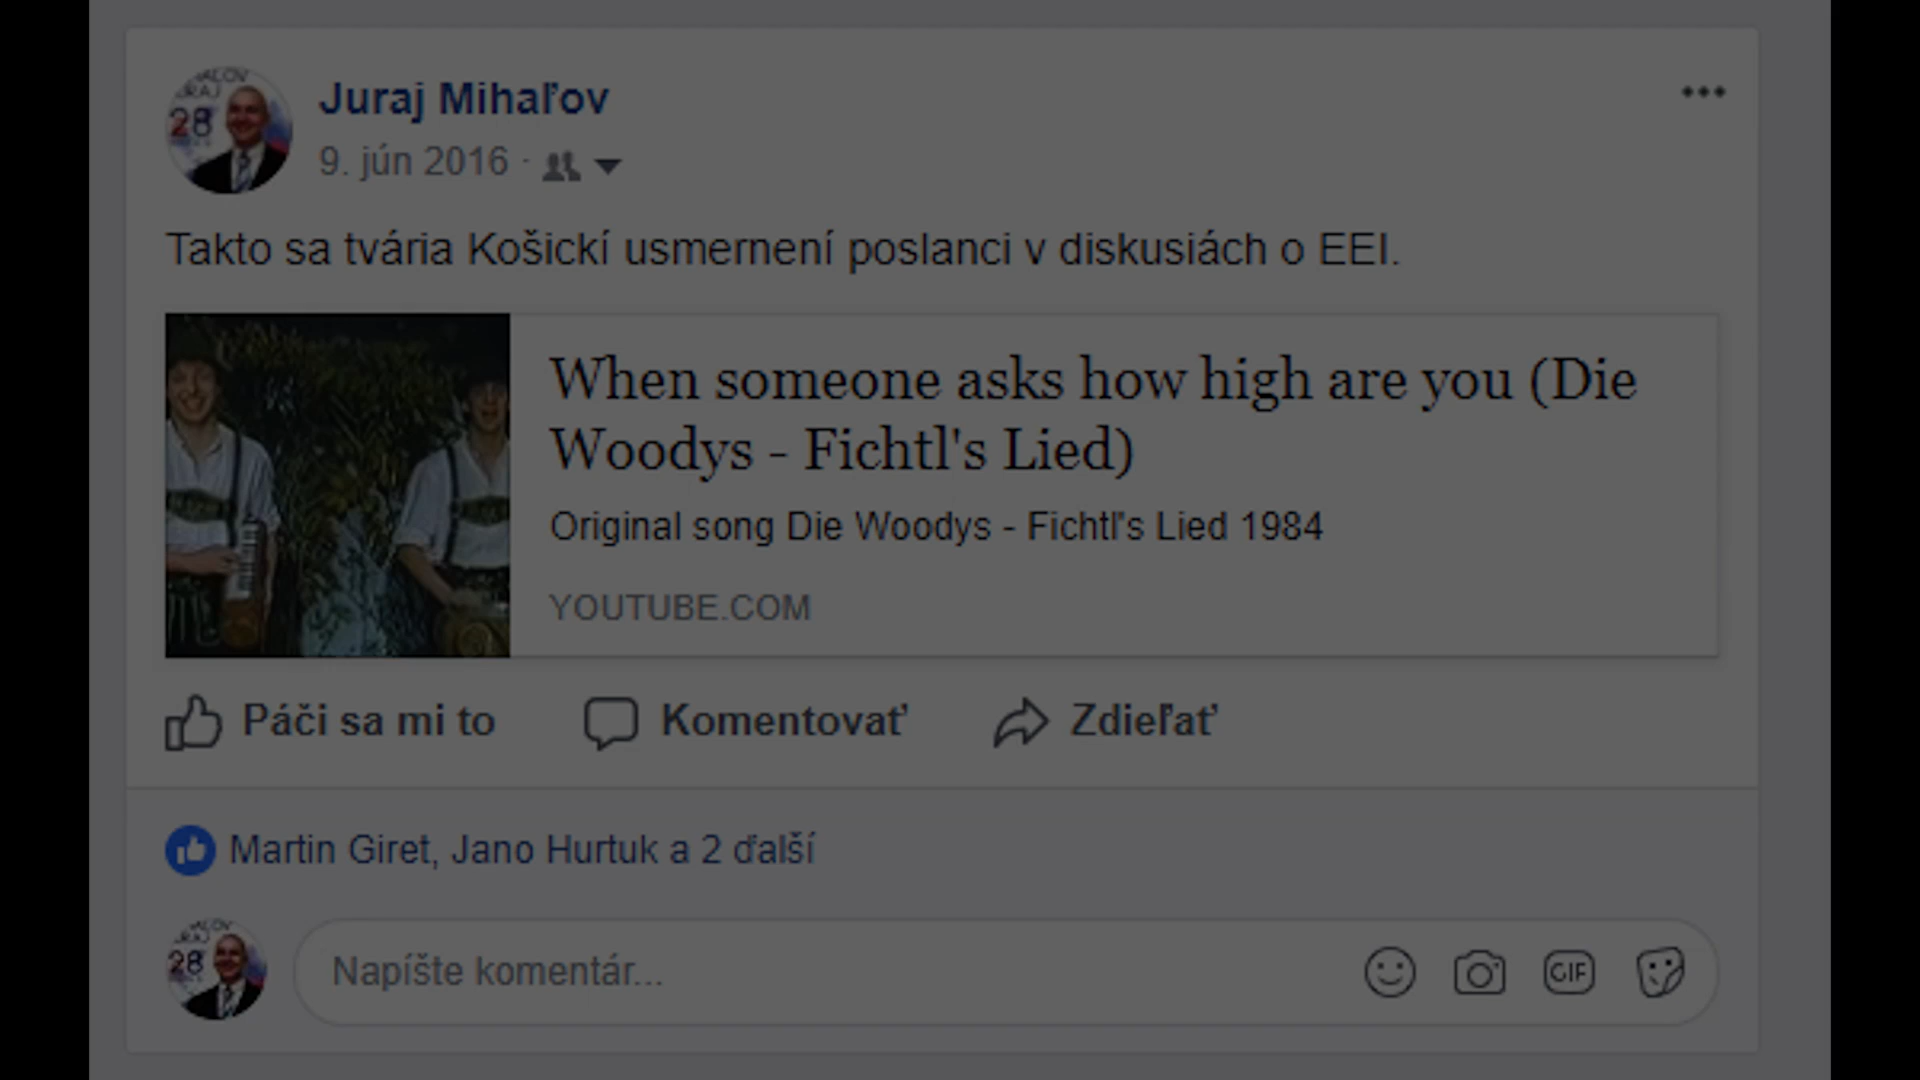 Juraj Mihaľov
9. jún 2016 ·
Takto sa tvária Košickí usmernení poslanci v diskusiách o EEI.
When someone asks how high are you (Die
Woodys - Fichtl's Lied)
Original song Die Woodys - Fichtl's Lied 1984
YOUTUBE.COM
Páči sa mi to
Komentovať
Zdieľať
Martin Giret, Jano Hurtuk a 2 ďalší
28
Napíšte komentár...
GIF